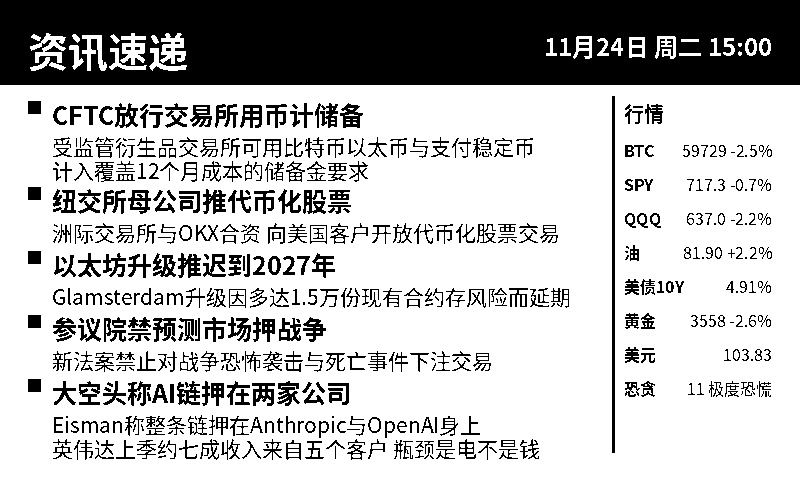 资讯速递
11月24日 周二 15:00
CFTC放行交易所用币计储备
受监管衍生品交易所可用比特币以太币与支付稳定币
计入覆盖12个月成本的储备金要求
纽交所母公司推代币化股票
洲际交易所与OKX合资 向美国客户开放代币化股票交易
以太坊升级推迟到2027年
Glamsterdam升级因多达1.5万份现有合约存风险而延期
参议院禁预测市场押战争
新法案禁止对战争恐怖袭击与死亡事件下注交易
大空头称AI链押在两家公司
Eisman称整条链押在Anthropic与OpenAI身上
英伟达上季约七成收入来自五个客户 瓶颈是电不是钱
行情
BTC 59729 -2.5%
SPY 717.3 -0.7%
QQQ 637.0 -2.2%
油 81.90 +2.2%
美债10Y 4.91%
黄金 3558 -2.6%
美元 103.83
恐贪 11 极度恐慌